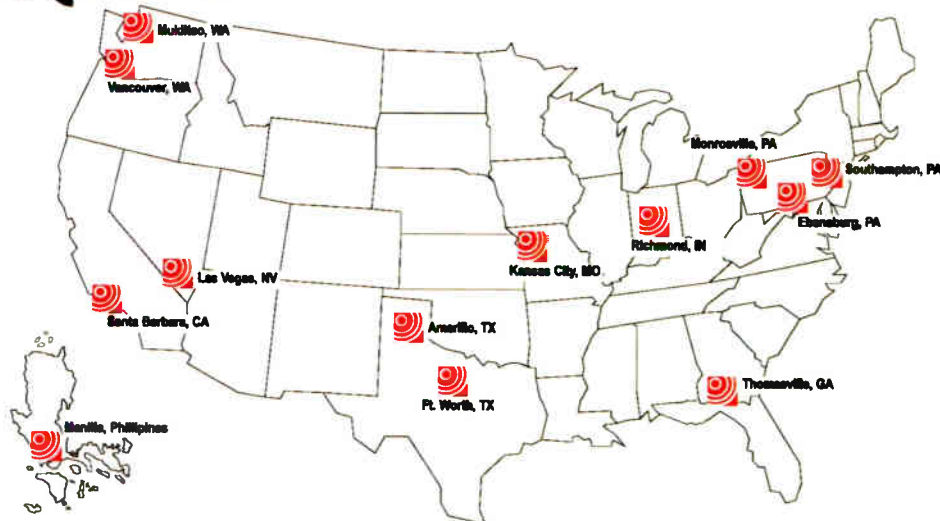 Mukilteo, WA
Vancouver, WA
Monroeville, PA
Southampton, PA
Ebensburg, PA
Richmond, IN
Kansas City, MO
Las Vegas, NV
Santa Barbara, CA
Amarillo, TX
Ft. Worth, TX
Thomasville, GA
Manilla, Phillipines